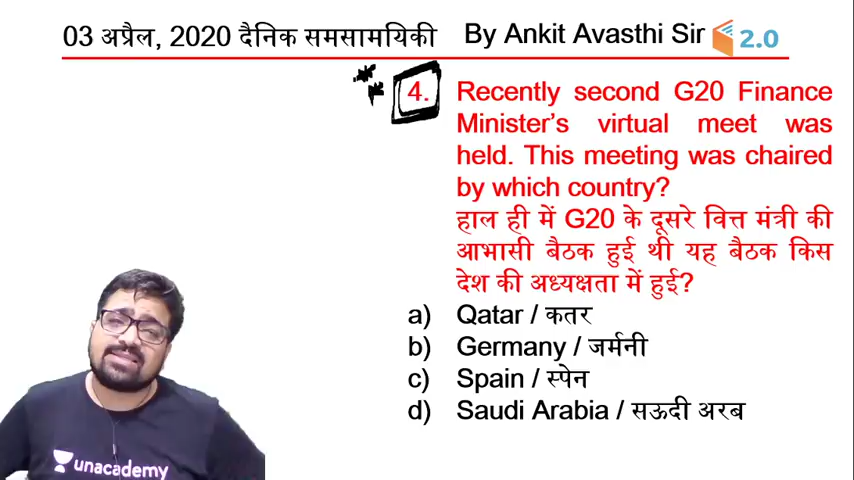 03 अप्रैल, 2020 दैनिक समसामयिकी By Ankit Avasthi Sir 2.0
4. Recently second G20 Finance
Minister's virtual meet was
held. This meeting was chaired
by which country?
हाल ही में G20 के दूसरे वित्त मंत्री की
आभासी बैठक हुई थी यह बैठक किस
देश की अध्यक्षता में हुई?
a) Qatar / कतर
b) Germany / जर्मनी
c) Spain / स्पेन
d) Saudi Arabia / सऊदी अरब
unacademy